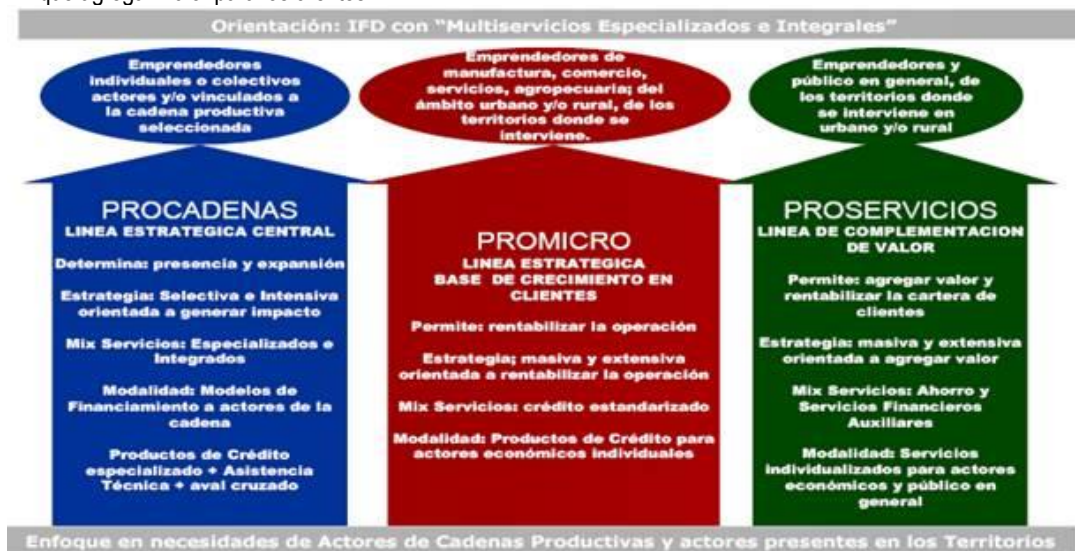 Orientación: IFD con “Multiservicios Especializados e Integrales”
Emprendedores
individuales o colectivos
actores y/o vinculados a
la cadena productiva
seleccionada
Emprendedores de
manufactura, comercio,
servicios, agropecuaria; del
ámbito urbano y/o rural, de los
territorios donde se
interviene.
Emprendedores y
público en general, de
los territorios donde
se interviene en
urbano y/o rural
PROCADENAS
LINEA ESTRATEGICA CENTRAL
Determina: presencia y expansión
Estrategia: Selectiva e Intensiva
orientada a generar impacto
Mix Servicios: Especializados e
Integrados
Modalidad: Modelos de
Financiamiento a actores de la
cadena
Productos de Crédito
especializado + Asistencia
Técnica + aval cruzado
PROMICRO
LINEA ESTRATEGICA
BASE DE CRECIMIENTO EN
CLIENTES
Permite: rentabilizar la operación
Estrategia; masiva y extensiva
orientada a rentabilizar la operación
Mix Servicios: crédito estandarizado
Modalidad: Productos de Crédito para
actores económicos individuales
PROSERVICIOS
LINEA DE COMPLEMENTACION
DE VALOR
Permite: agregar valor y
rentabilizar la cartera de
clientes
Estrategia: masiva y extensiva
orientada a agregar valor
Mix Servicios: Ahorro y
Servicios Financieros
Auxiliares
Modalidad: Servicios
individualizados para actores
económicos y público en
general
Enfoque en necesidades de Actores de Cadenas Productivas y actores presentes en los Territorios